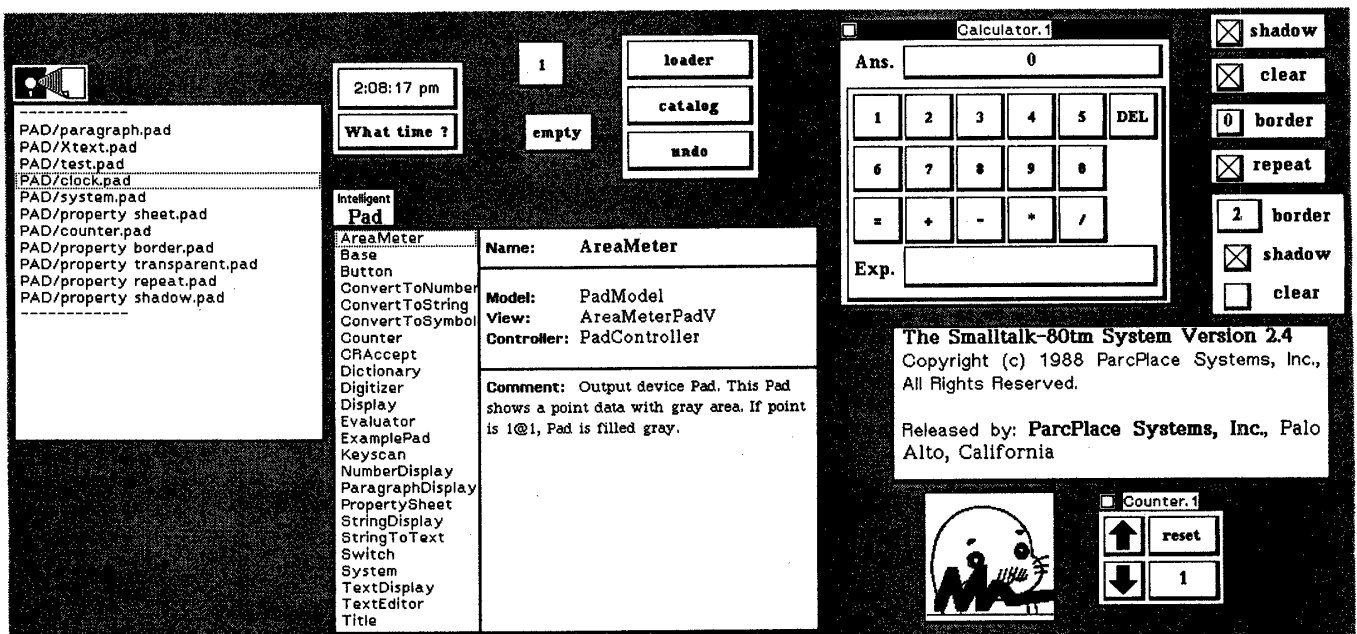 PAD/paragraph.pad
PAD/Xtext.pad
PAD/test.pad
PAD/clock.pad
PAD/system.pad
PAD/property sheet.pad
PAD/counter.pad
PAD/property border.pad
PAD/property transparent.pad
PAD/property repeat.pad
PAD/property shadow.pad
2:08:17 pm
What time ?
1
empty
loader
catalog
undo
Intelligent
Pad
AreaMeter
Base
Button
ConvertToNumber
ConvertToString
ConvertToSymbol
Counter
CRAccept
Dictionary
Digitizer
Display
Evaluator
ExamplePad
Keyscan
NumberDisplay
ParagraphDisplay
PropertySheet
StringDisplay
StringToText
Switch
System
TextDisplay
TextEditor
Title
Name: AreaMeter
Model: PadModel
View: AreaMeterPadV
Controller: PadController
Comment: Output device Pad. This Pad
shows a point data with gray area. If point
is 1@1, Pad is filled gray.
Calculator.1
Ans. 0
1 2 3 4 5 DEL
6 7 8 9 0
= + - * /
Exp.
shadow
clear
0 border
repeat
2 border
shadow
clear
The Smalltalk-80tm System Version 2.4
Copyright (c) 1988 ParcPlace Systems, Inc.,
All Rights Reserved.
Released by: ParcPlace Systems, Inc., Palo
Alto, California
Counter.1
reset
1